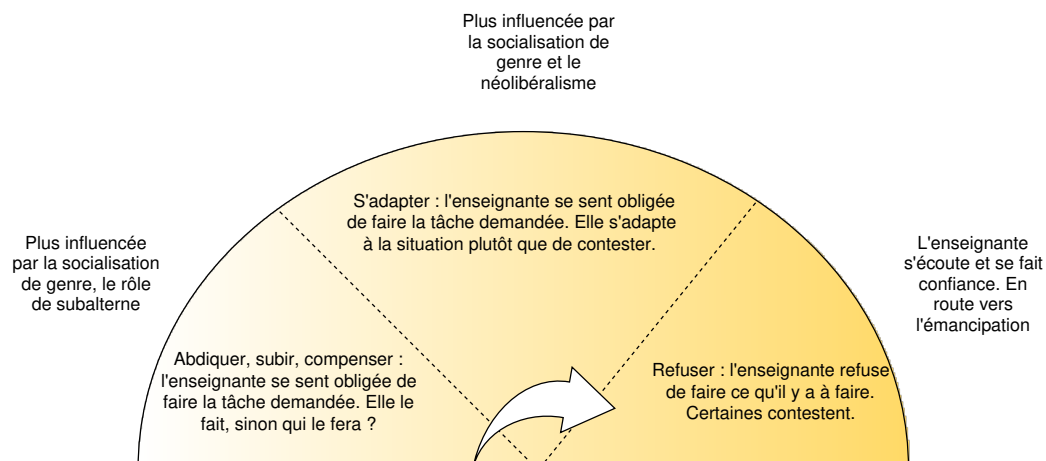 Plus influencée par
la socialisation de
genre et le
néolibéralisme
S'adapter : l'enseignante se sent obligée
de faire la tâche demandée. Elle s'adapte
à la situation plutôt que de contester.
Plus influencée
par la socialisation
de genre, le rôle
de subalterne
L'enseignante
s'écoute et se fait
confiance. En
route vers
l'émancipation
Abdiquer, subir, compenser :
l'enseignante se sent obligée de
faire la tâche demandée. Elle le
fait, sinon qui le fera ?
Refuser : l'enseignante refuse
de faire ce qu'il y a à faire.
Certaines contestent.